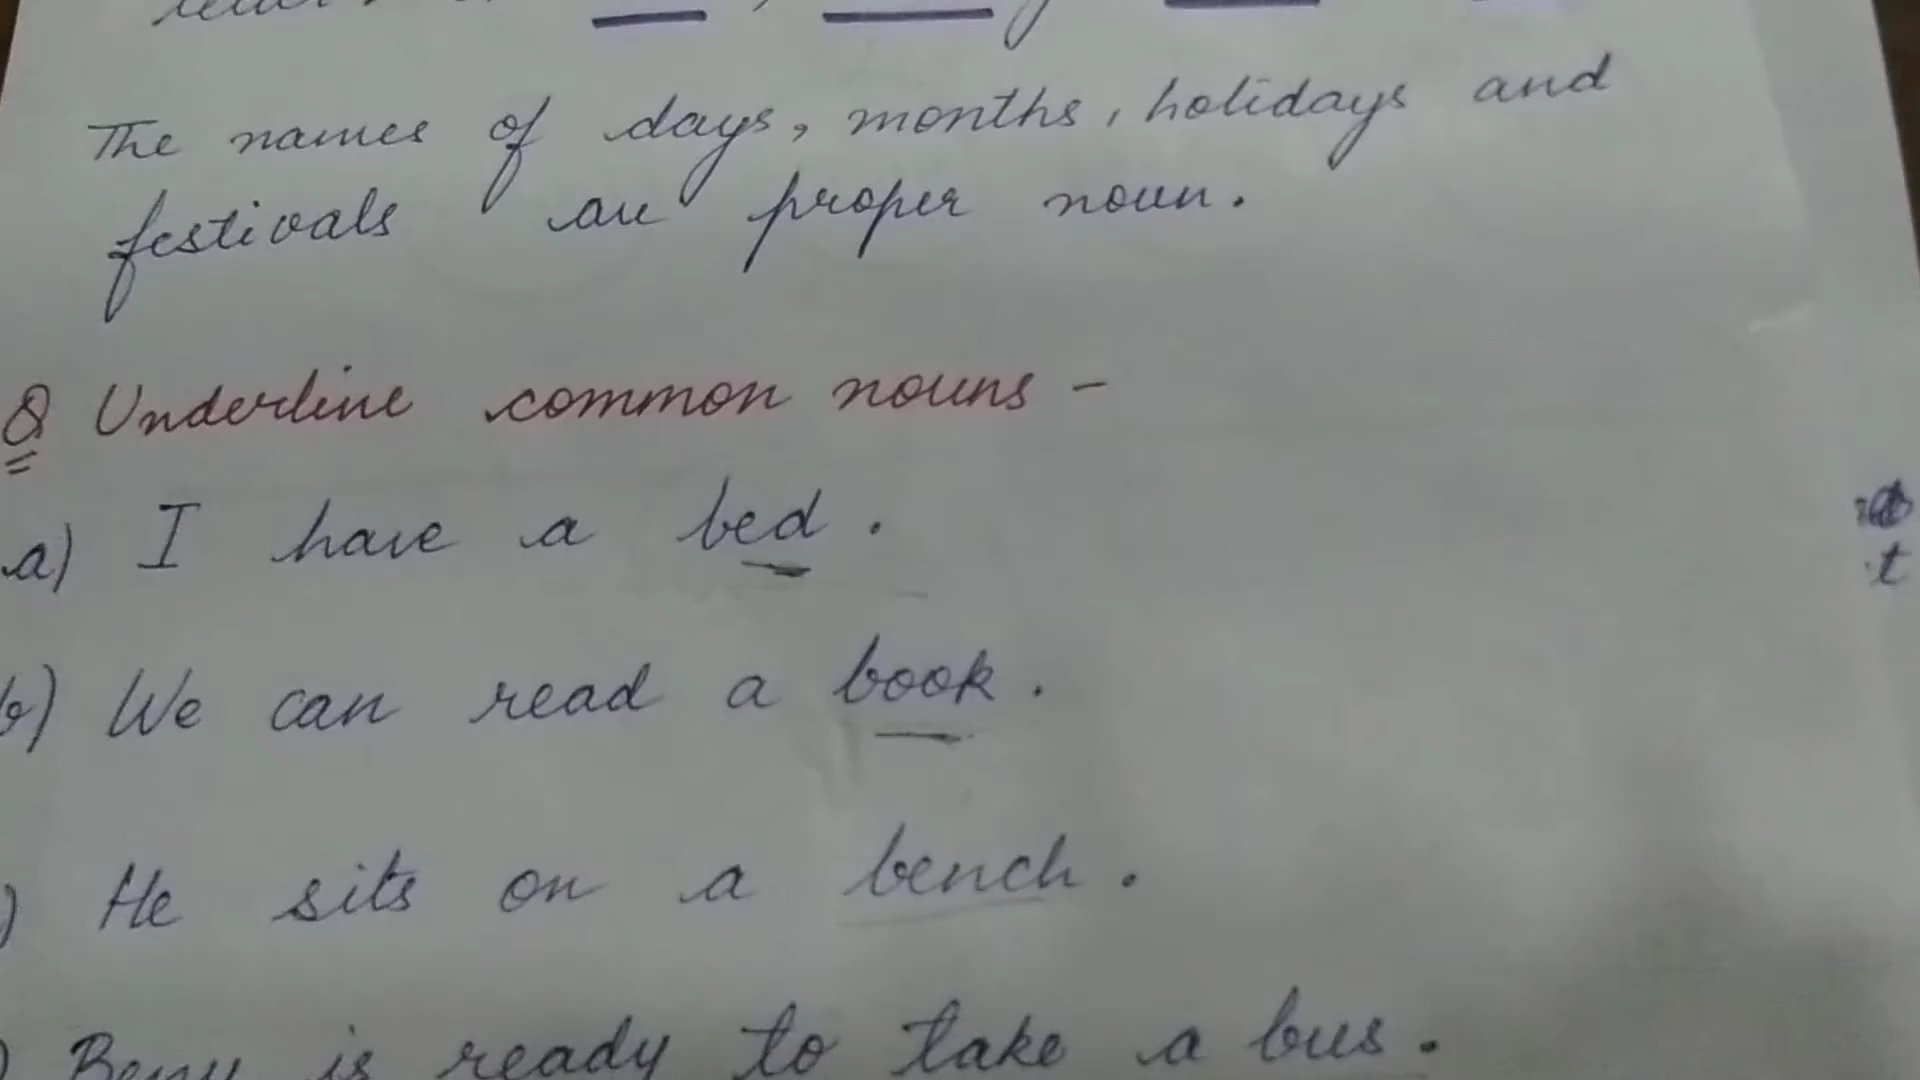 The names of days, months, holidays and
festivals are proper noun.
Q Underline common nouns -
a) I have a bed.
b) We can read a book.
) He sits on a bench.
) is ready to take a bus.
t